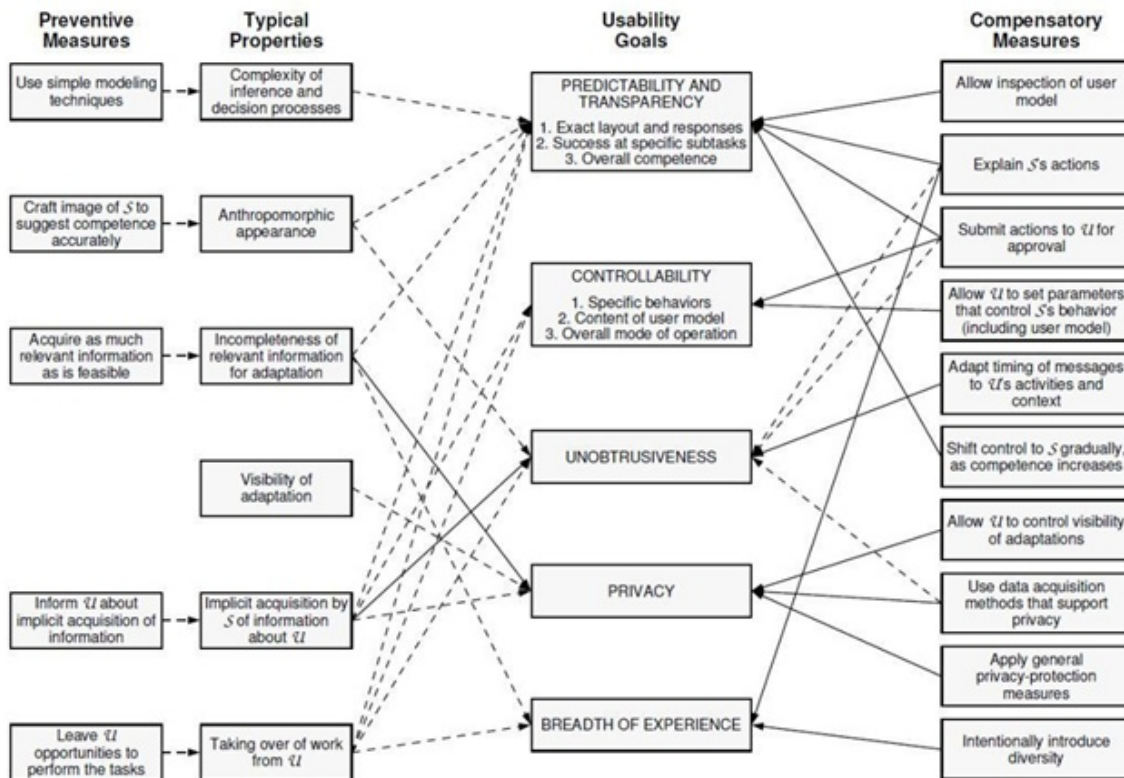 Preventive
Measures
Typical
Properties
Usability
Goals
Compensatory
Measures
Use simple modeling
techniques
Complexity of
inference and
decision processes
PREDICTABILITY AND
TRANSPARENCY
1. Exact layout and responses
2. Success at specific subtasks
3. Overall competence
Allow inspection of user
model
Explain 𝒮's actions
Craft image of 𝒮 to
suggest competence
accurately
Anthropomorphic
appearance
Submit actions to 𝒰 for
approval
CONTROLLABILITY
1. Specific behaviors
2. Content of user model
3. Overall mode of operation
Allow 𝒰 to set parameters
that control 𝒮's behavior
(including user model)
Acquire as much
relevant information
as is feasible
Incompleteness of
relevant information
for adaptation
Adapt timing of messages
to 𝒰's activities and
context
UNOBTRUSIVENESS
Shift control to 𝒮 gradually,
as competence increases
Visibility of
adaptation
Allow 𝒰 to control visibility
of adaptations
Inform 𝒰 about
implicit acquisition of
information
Implicit acquisition by
𝒮 of information
about 𝒰
PRIVACY
Use data acquisition
methods that support
privacy
Apply general
privacy-protection
measures
Leave 𝒰
opportunities to
perform the tasks
Taking over of work
from 𝒰
BREADTH OF EXPERIENCE
Intentionally introduce
diversity